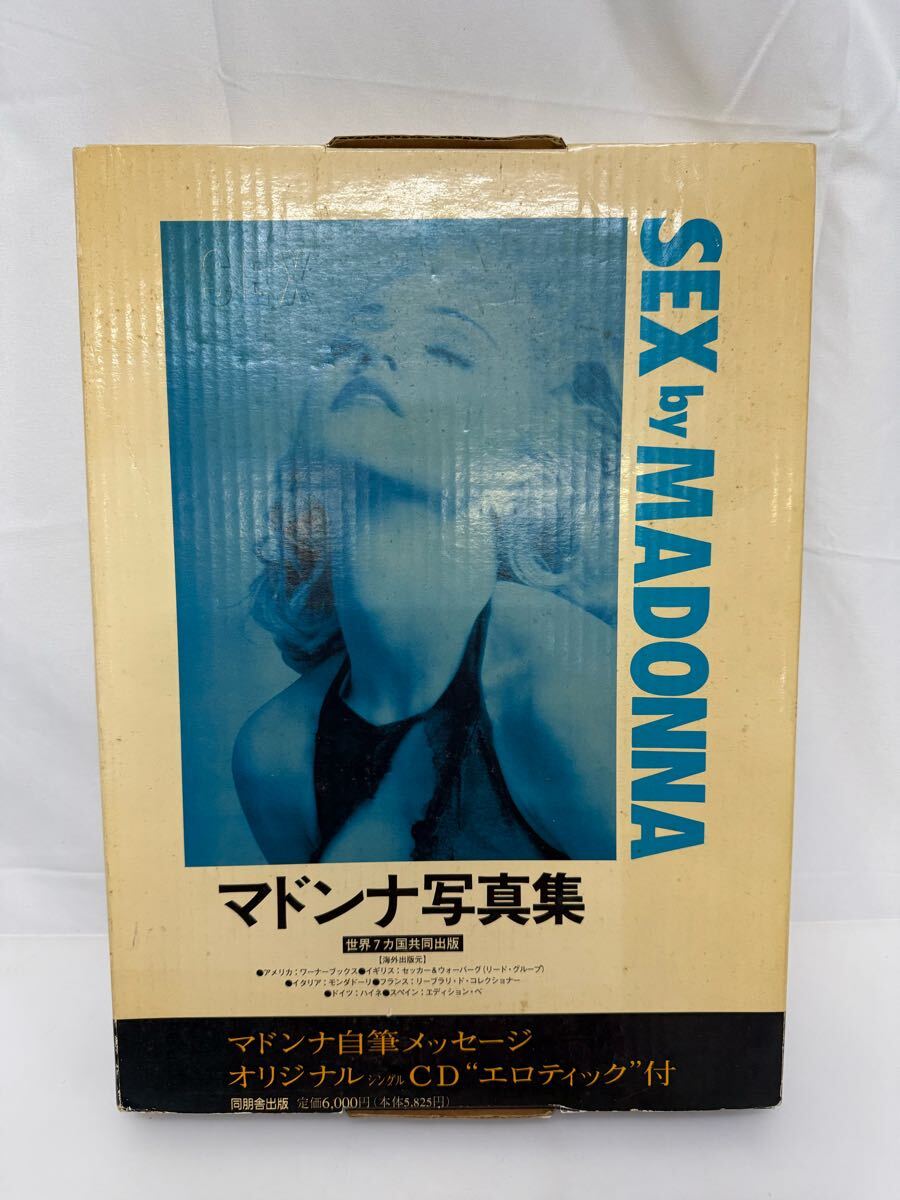 SEX
SEX by MADONNA
マドンナ写真集
世界7カ国共同出版
【海外出版元】
●アメリカ:ワーナーブックス●イギリス:セッカー&ウォーバーグ(リード・グループ)
●イタリア:モンダドーリ●フランス:リーブラリ・ド・コレクショナー
●ドイツ:ハイネ●スペイン:エディション・ベ
マドンナ自筆メッセージ
オリジナルシングルCD“エロティック”付
同朋舎出版 定価6,000円(本体5,825円)